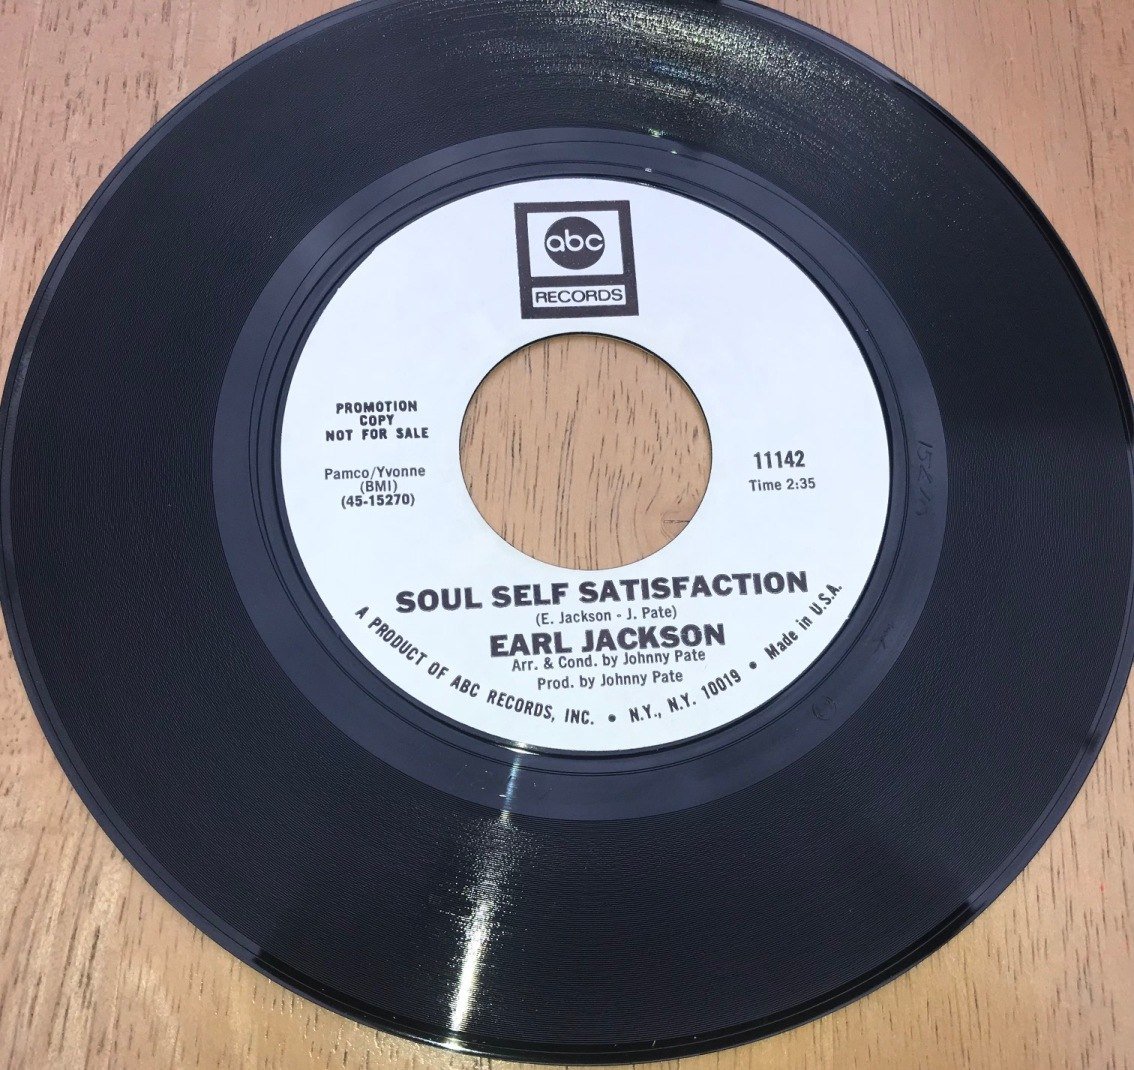 abc
RECORDS
PROMOTION
COPY
NOT FOR SALE
Pamco/Yvonne
(BMI)
(45-15270)
11142
Time 2:35
SOUL SELF SATISFACTION
(E. Jackson - J. Pate)
EARL JACKSON
Arr. & Cond. by Johnny Pate
Prod. by Johnny Pate
A PRODUCT OF ABC RECORDS, INC. • N.Y., N.Y. 10019 • Made in U.S.A.